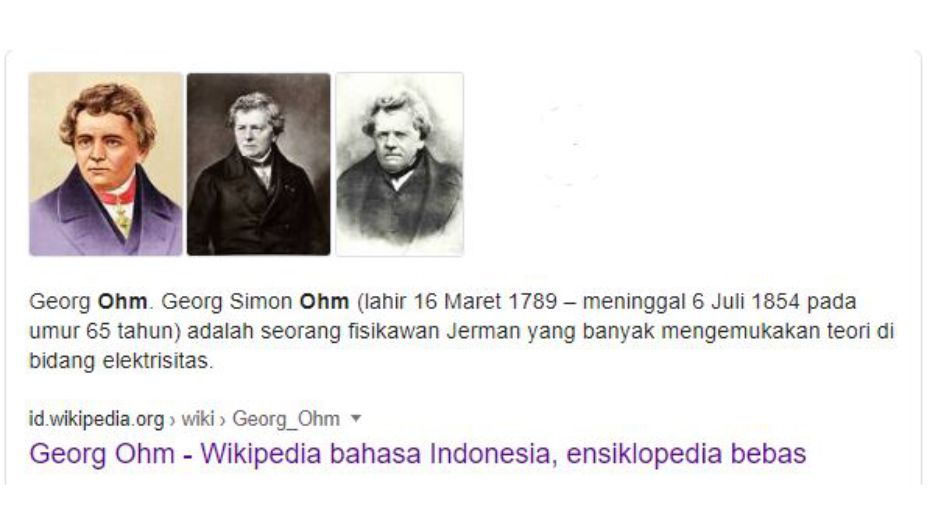 Georg Ohm. Georg Simon Ohm (lahir 16 Maret 1789 – meninggal 6 Juli 1854 pada
umur 65 tahun) adalah seorang fisikawan Jerman yang banyak mengemukakan teori di
bidang elektrisitas.
id.wikipedia.org › wiki › Georg_Ohm
Georg Ohm - Wikipedia bahasa Indonesia, ensiklopedia bebas